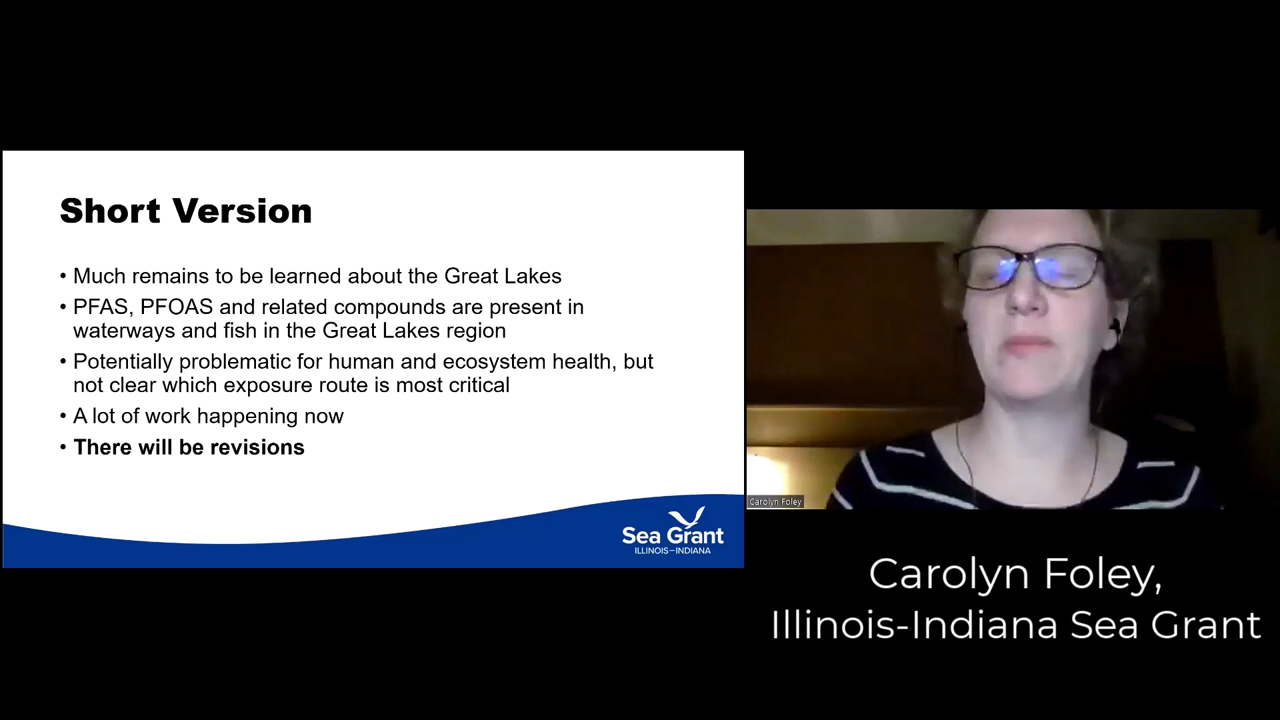 Short Version
• Much remains to be learned about the Great Lakes
• PFAS, PFOAS and related compounds are present in
waterways and fish in the Great Lakes region
• Potentially problematic for human and ecosystem health, but
not clear which exposure route is most critical
• A lot of work happening now
• There will be revisions
Sea Grant
ILLINOIS–INDIANA
Carolyn Foley
Carolyn Foley,
Illinois-Indiana Sea Grant